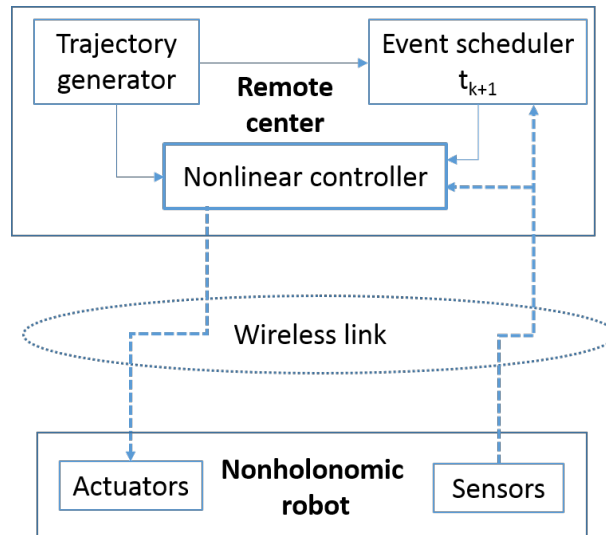 Trajectory
generator
Event scheduler
t_{k+1}
Remote
center
Nonlinear controller
Wireless link
Actuators
Nonholonomic
robot
Sensors